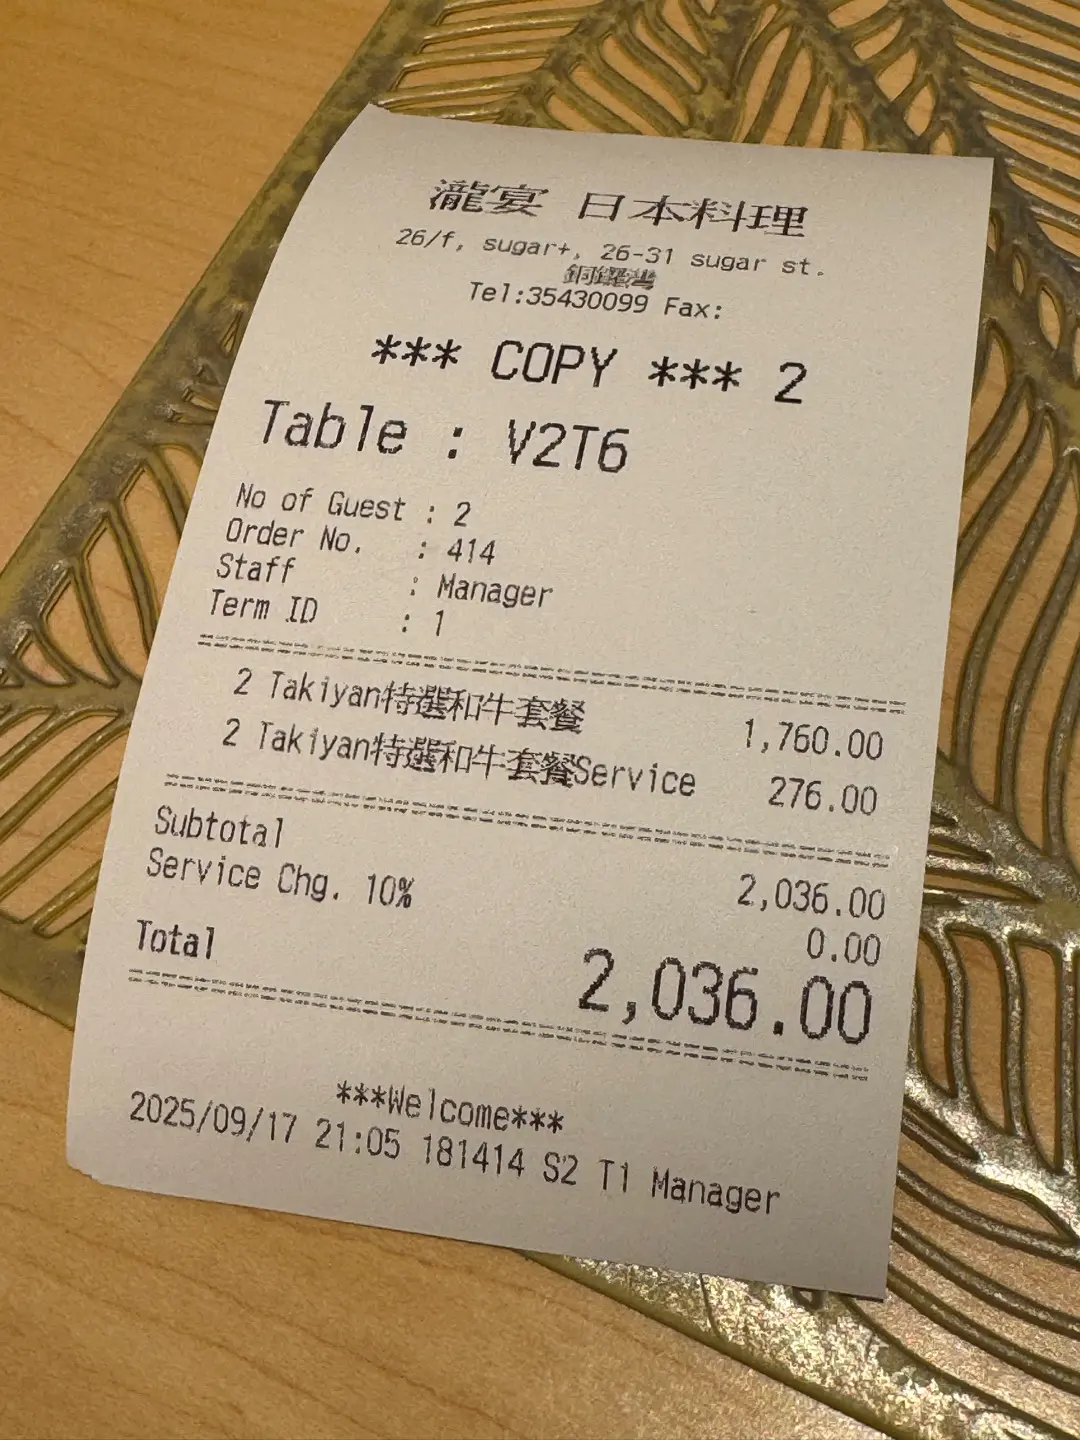 瀧宴 日本料理
26/f, sugar+, 26-31 sugar st.
銅鑼灣
Tel:35430099 Fax:
*** COPY *** 2
Table : V2T6
No of Guest : 2
Order No. : 414
Staff : Manager
Term ID : 1
2 Takiyan特選和牛套餐 1,760.00
2 Takiyan特選和牛套餐Service 276.00
Subtotal 2,036.00
Service Chg. 10% 0.00
Total 2,036.00
***Welcome***
2025/09/17 21:05 181414 S2 T1 Manager